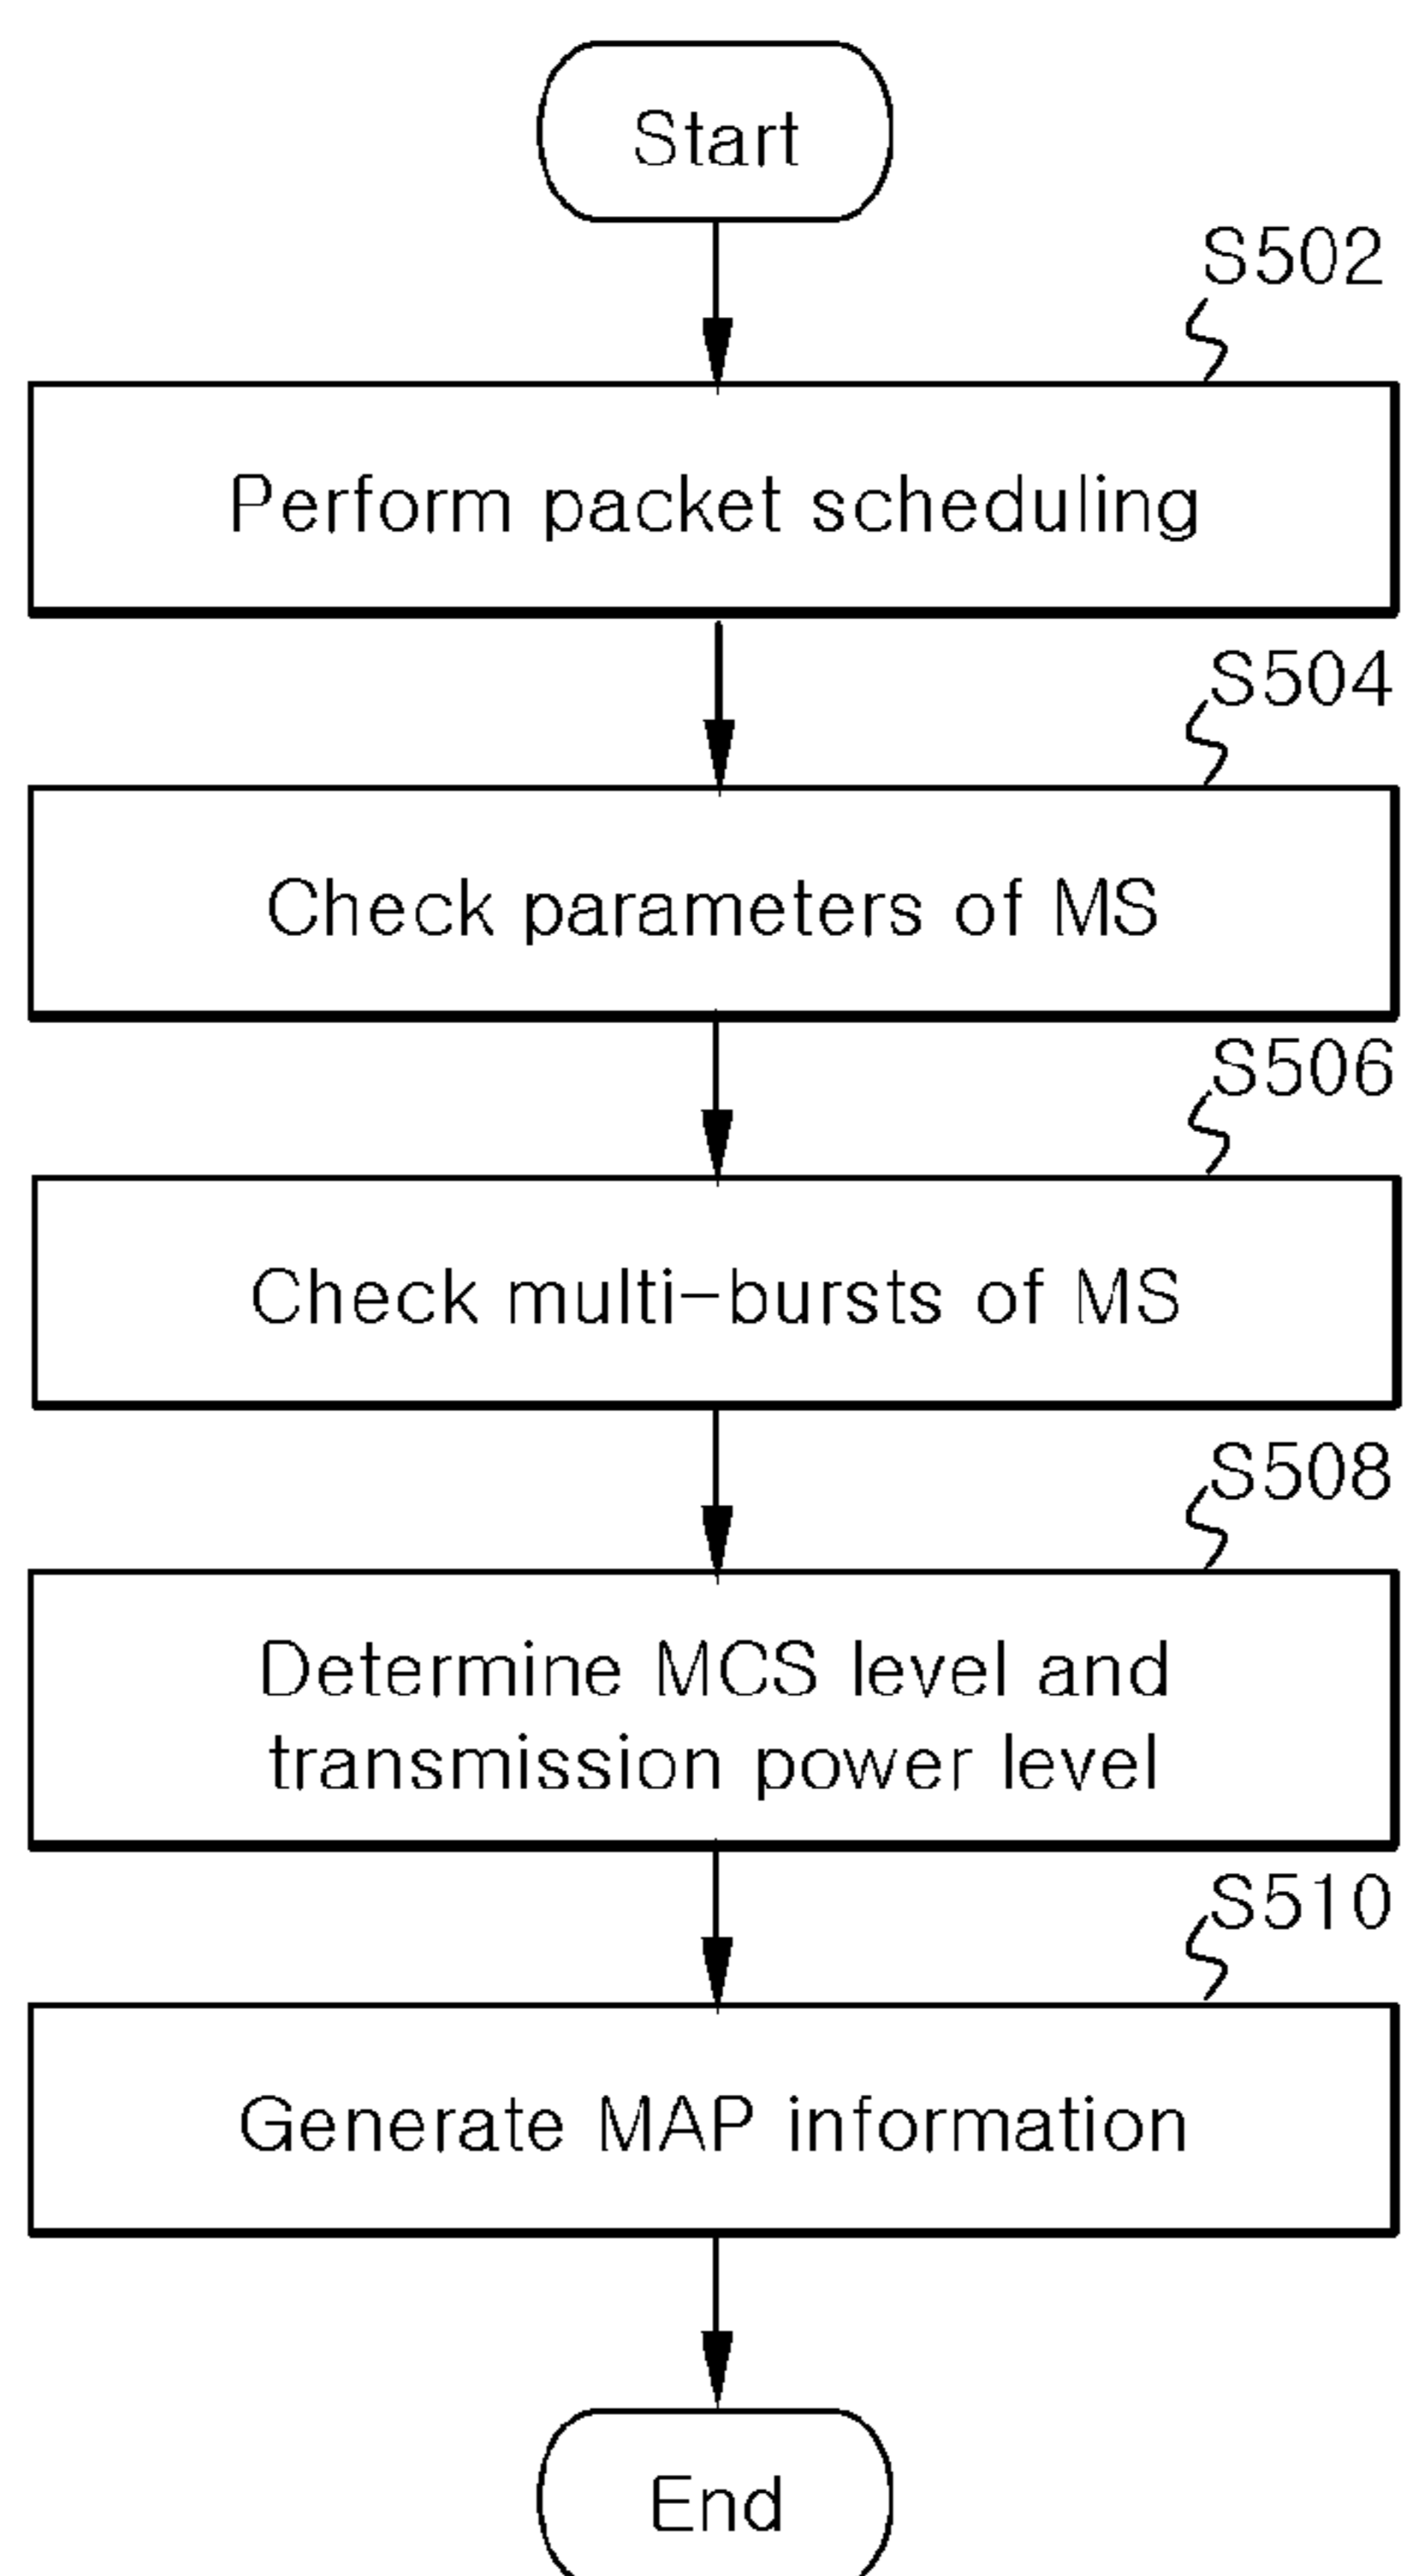 Start
S502
Perform packet scheduling
S504
Check parameters of MS
S506
Check multi-bursts of MS
S508
Determine MCS level and
transmission power level
S510
Generate MAP information
End